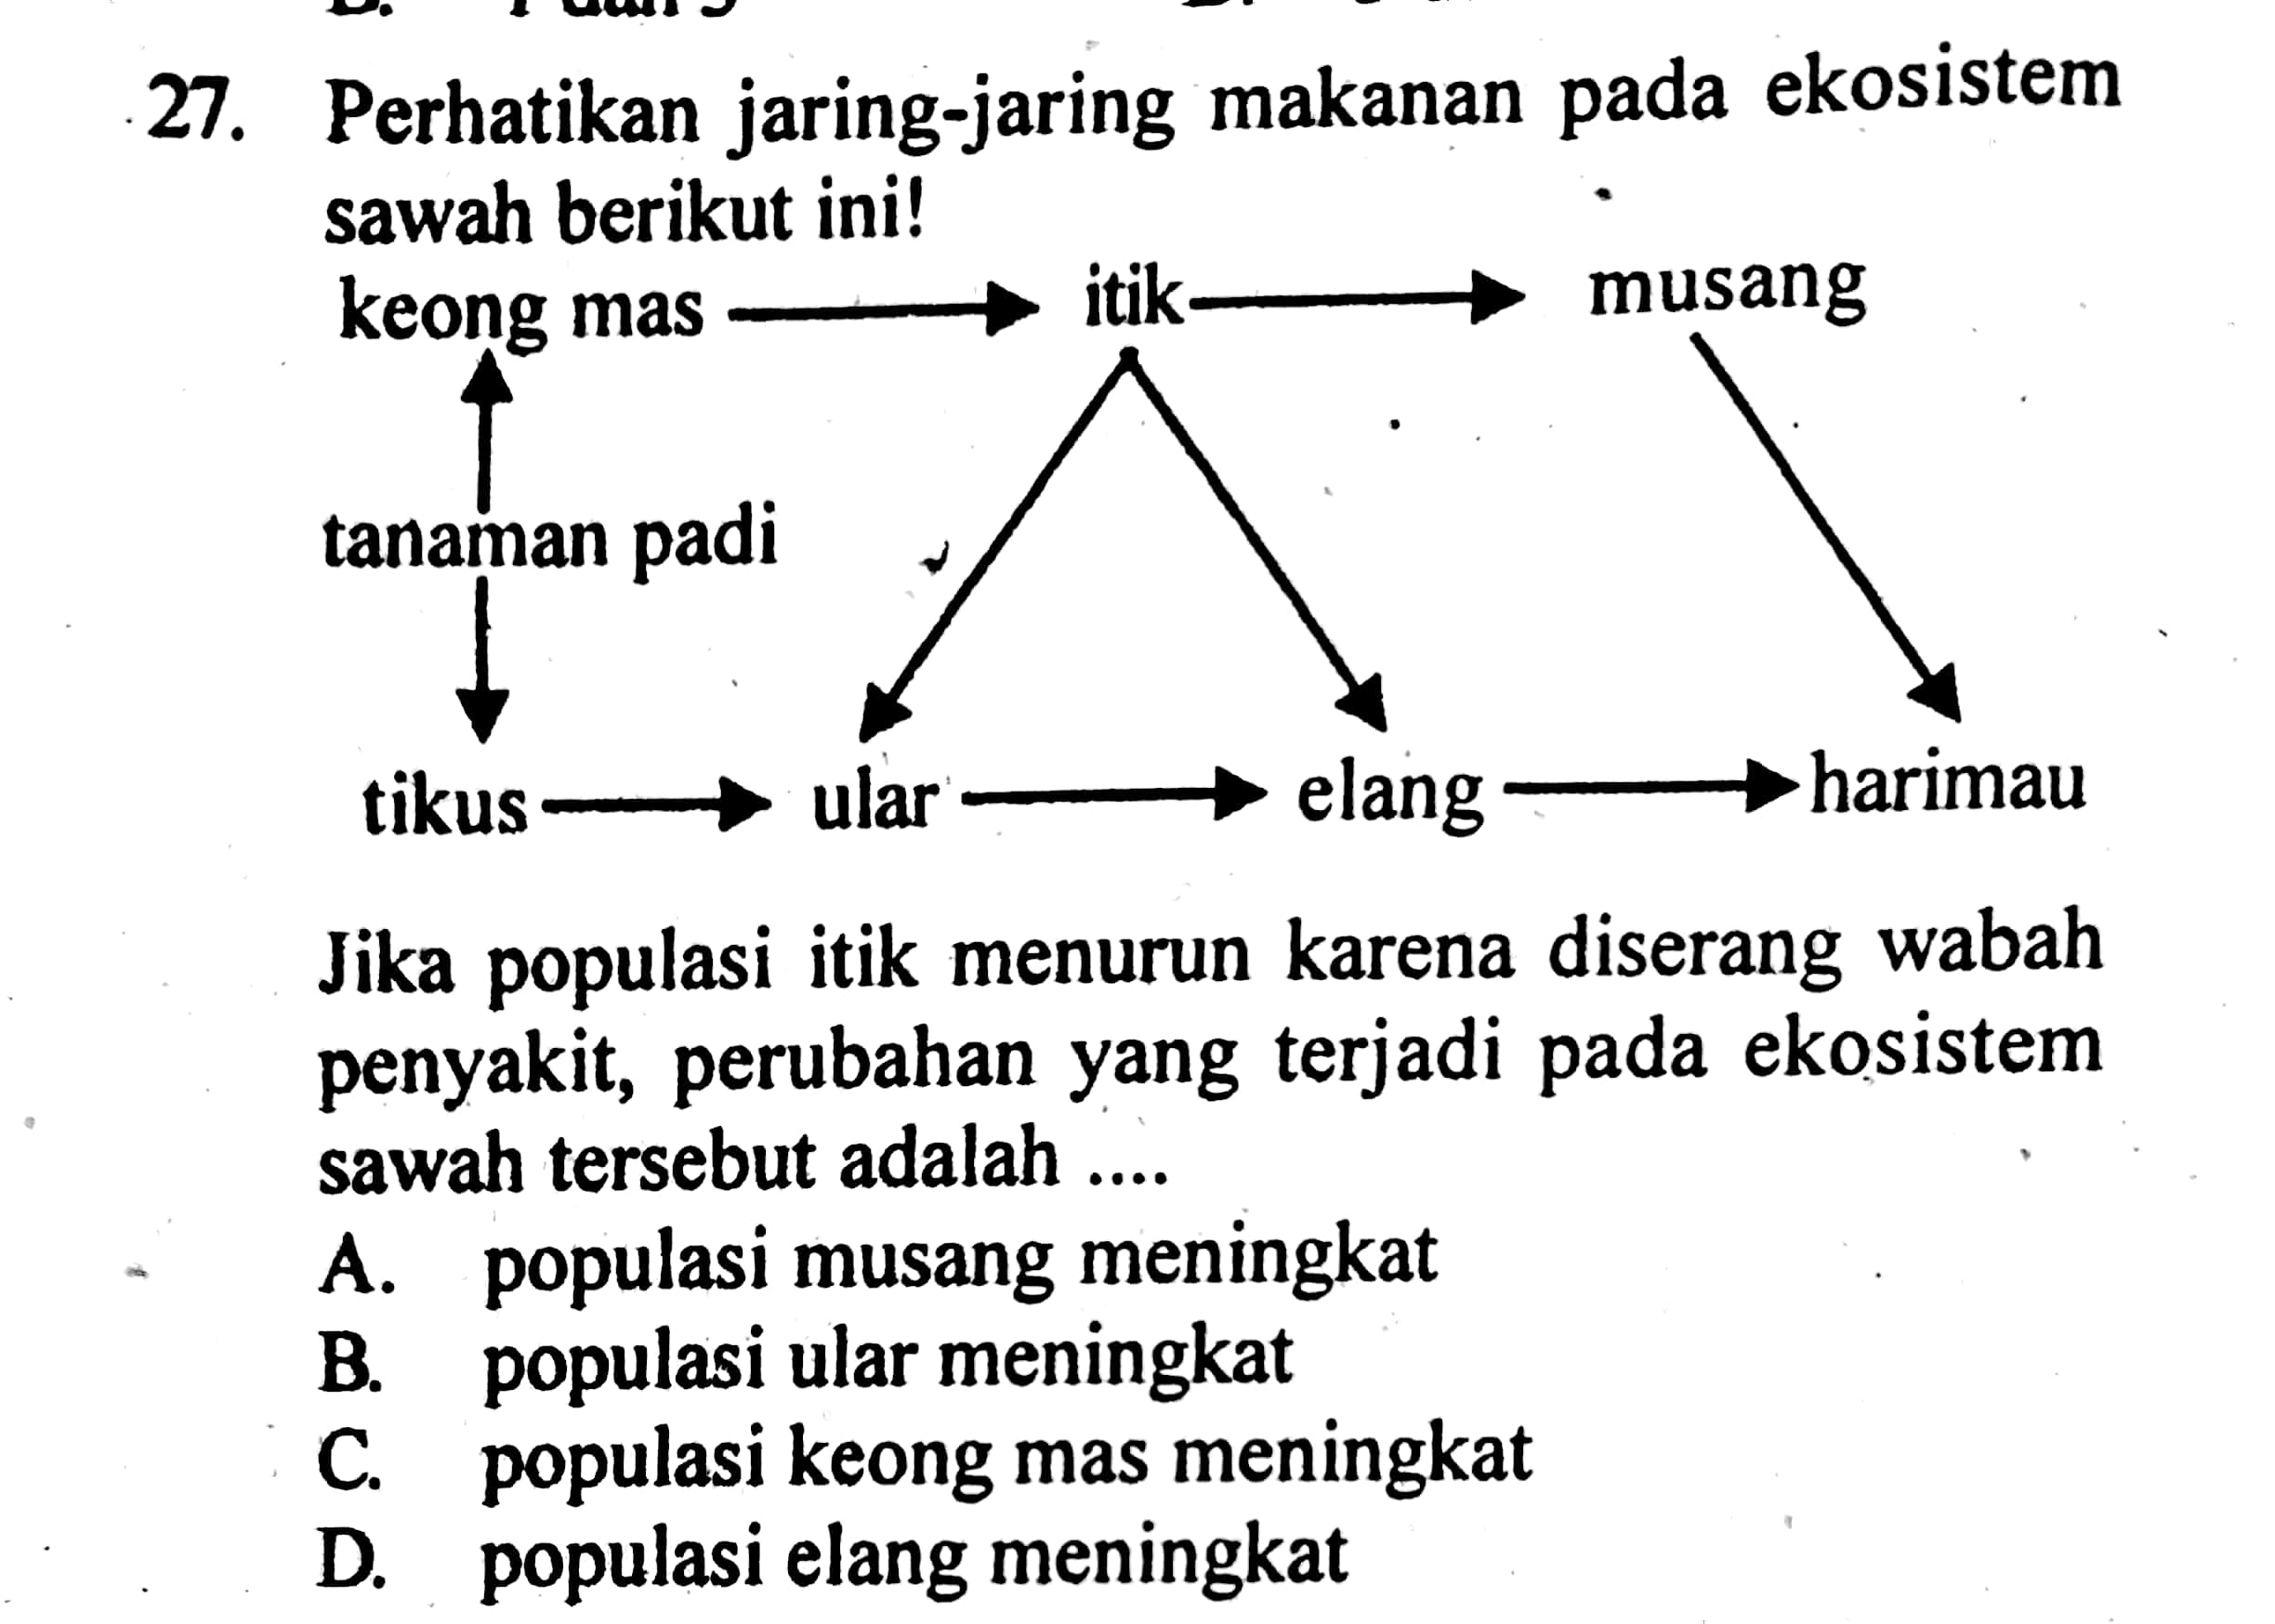 27. Perhatikan jaring-jaring makanan pada ekosistem
sawah berikut ini!
keong mas itik musang
tanaman padi
tikus ular elang harimau
Jika populasi itik menurun karena diserang wabah
penyakit, perubahan yang terjadi pada ekosistem
sawah tersebut adalah ....
A. populasi musang meningkat
B. populasi ular meningkat
C. populasi keong mas meningkat
D. populasi elang meningkat